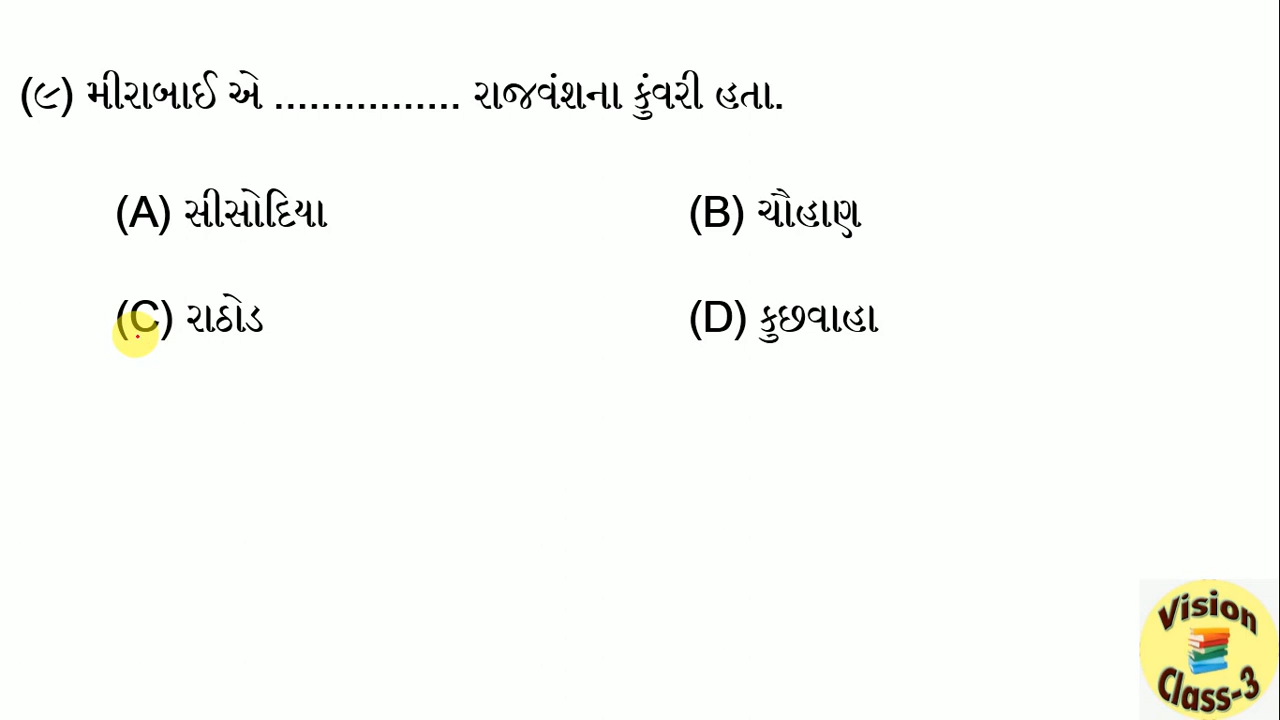 (૯) મીરાબાઈ એ ................ રાજવંશના કુંવરી હતા.
(A) સીસોદિયા (B) ચૌહાણ
(C) રાઠોડ (D) કુછવાહા
Vision
Class-3